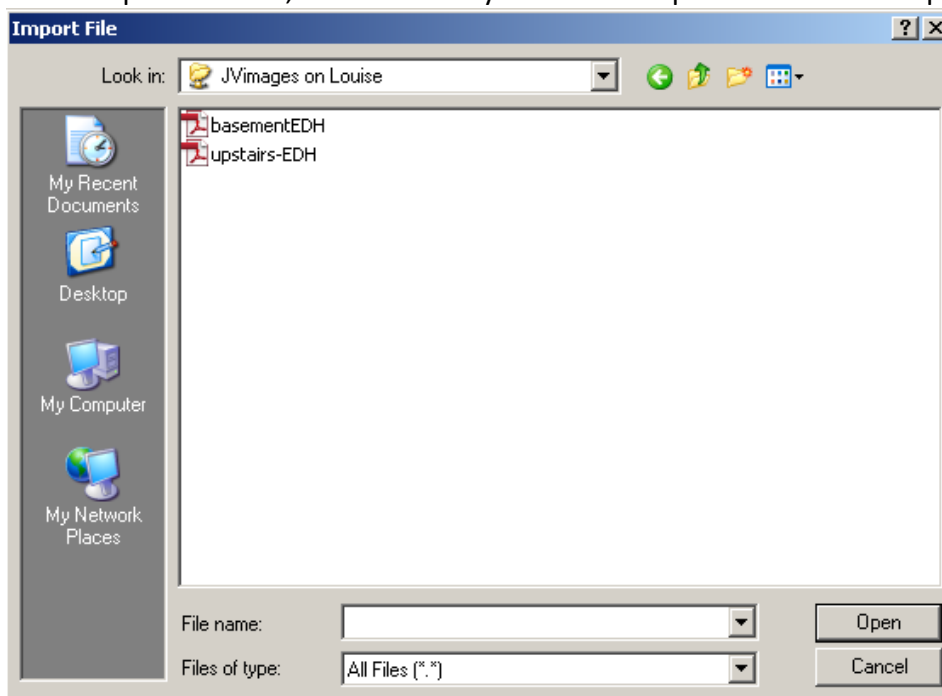 Import File
Look in: JVimages on Louise
basementEDH
upstairs-EDH
My Recent
Documents
Desktop
My Computer
My Network
Places
File name:
Open
Files of type: All Files (*.*)
Cancel